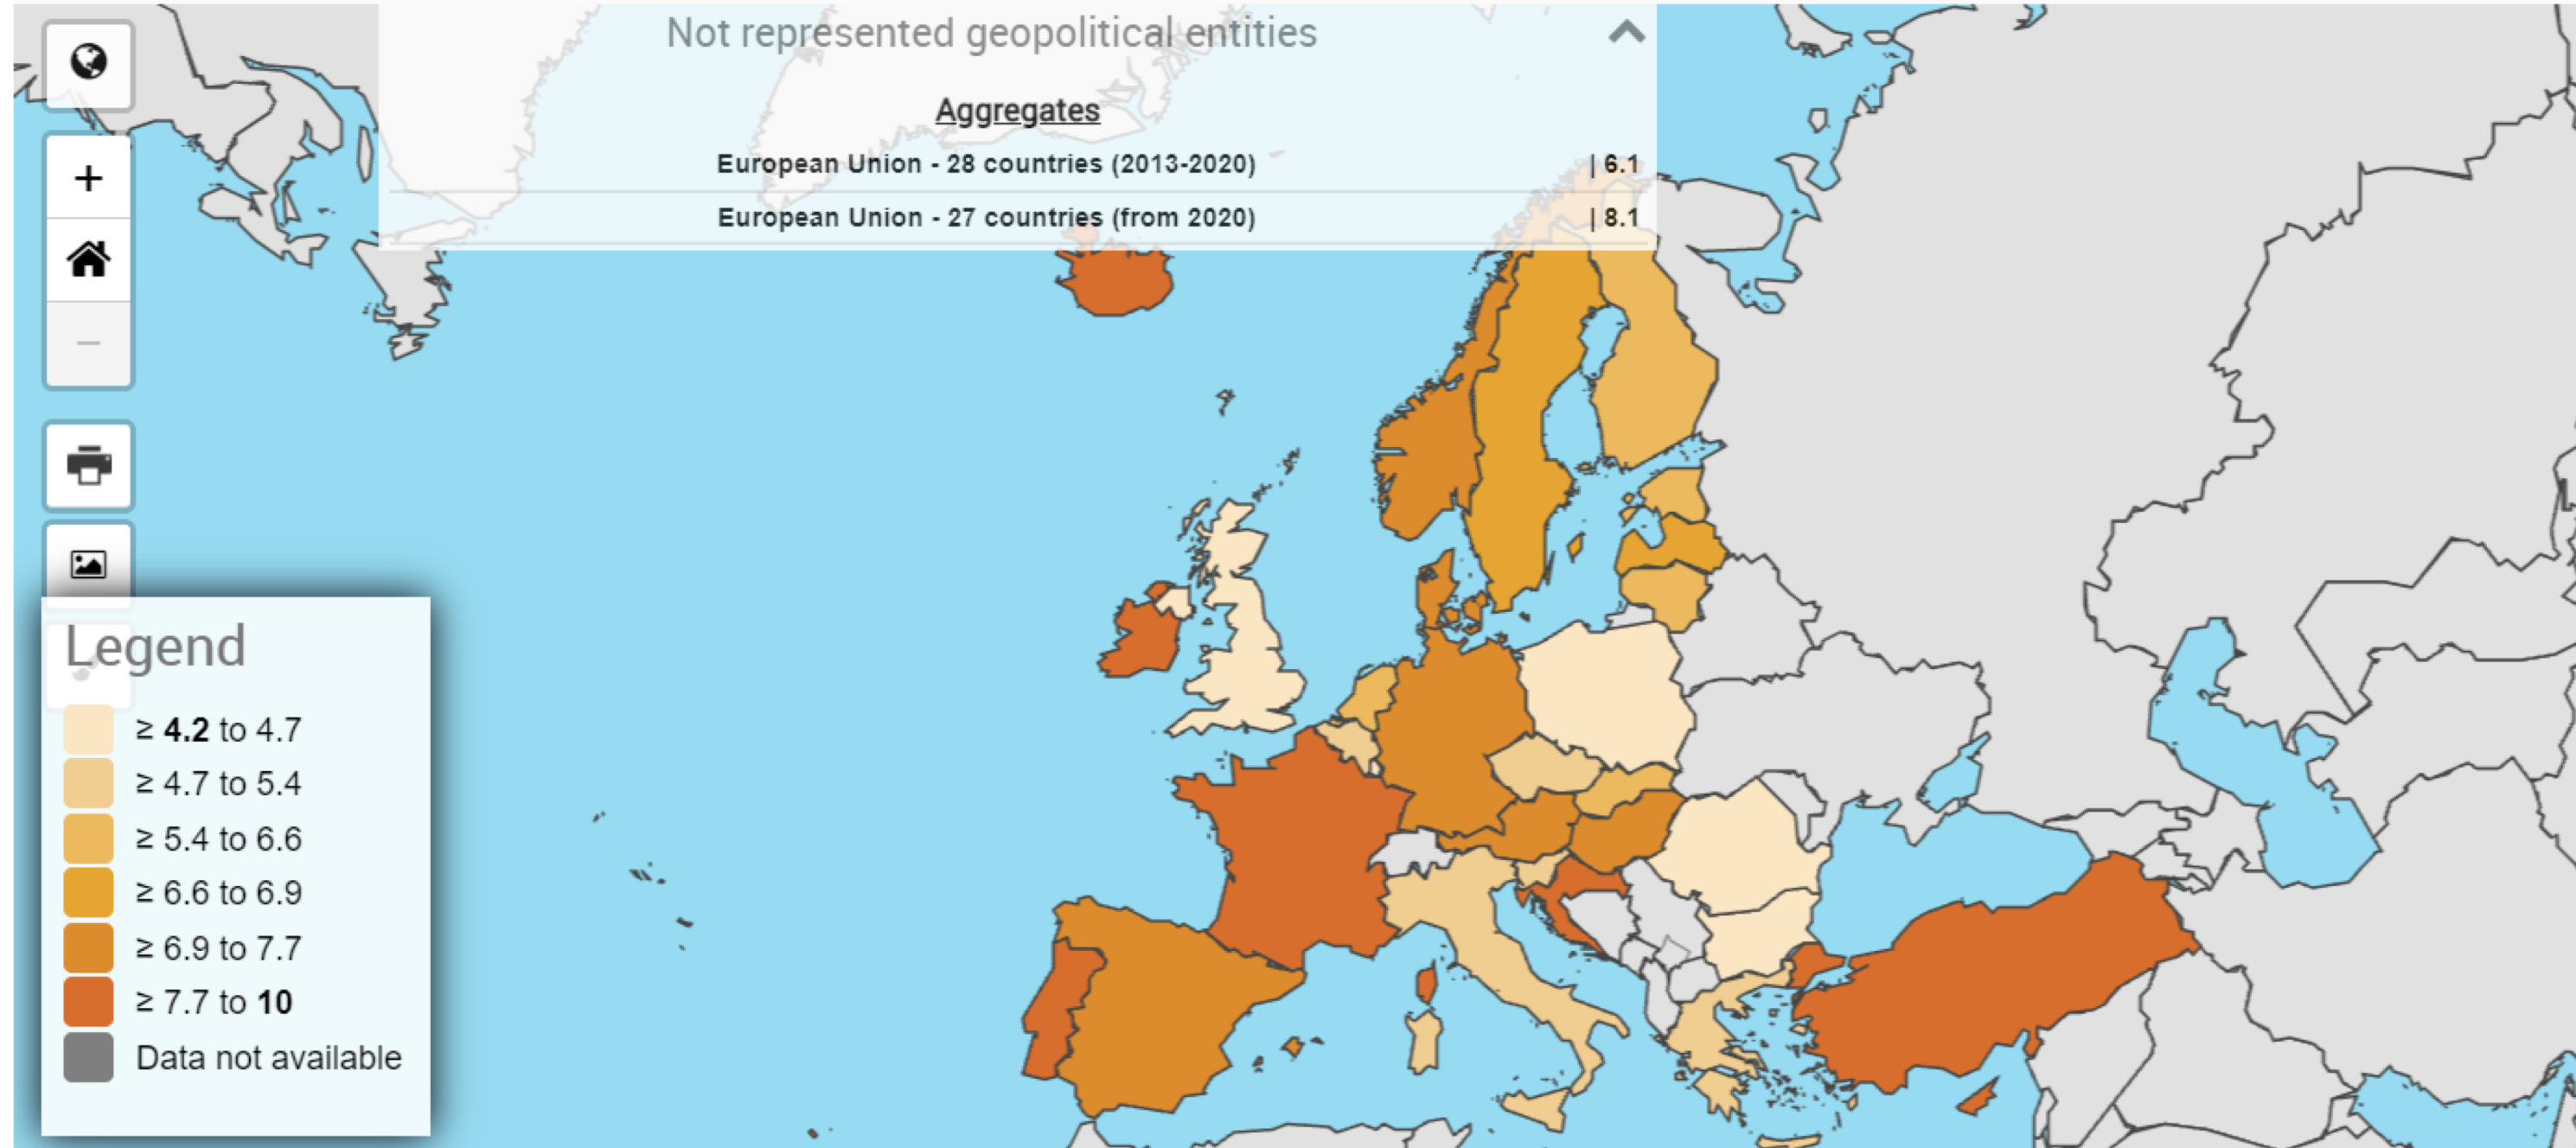 Not represented geopolitical entities
Aggregates
European Union - 28 countries (2013-2020) | 6.1
European Union - 27 countries (from 2020) | 8.1
+
−
Legend
≥ 4.2 to 4.7
≥ 4.7 to 5.4
≥ 5.4 to 6.6
≥ 6.6 to 6.9
≥ 6.9 to 7.7
≥ 7.7 to 10
Data not available